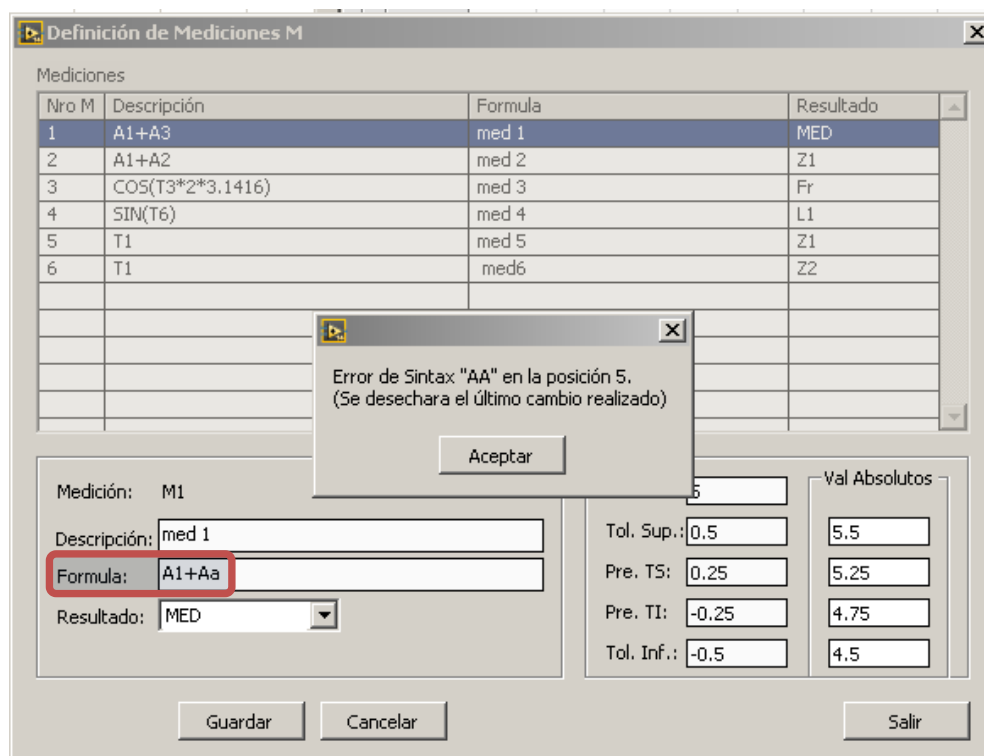 Definición de Mediciones M
Mediciones
Nro M Descripción Formula Resultado
1 A1+A3 med 1 MED
2 A1+A2 med 2 Z1
3 COS(T3*2*3.1416) med 3 Fr
4 SIN(T6) med 4 L1
5 T1 med 5 Z1
6 T1 med6 Z2
Error de Sintax "AA" en la posición 5.
(Se desechara el último cambio realizado)
Aceptar
Medición: M1
Descripción: med 1
Formula: A1+Aa
Resultado: MED
Val Absolutos
Tol. Sup.: 0.5 5.5
Pre. TS: 0.25 5.25
Pre. TI: -0.25 4.75
Tol. Inf.: -0.5 4.5
Guardar Cancelar Salir